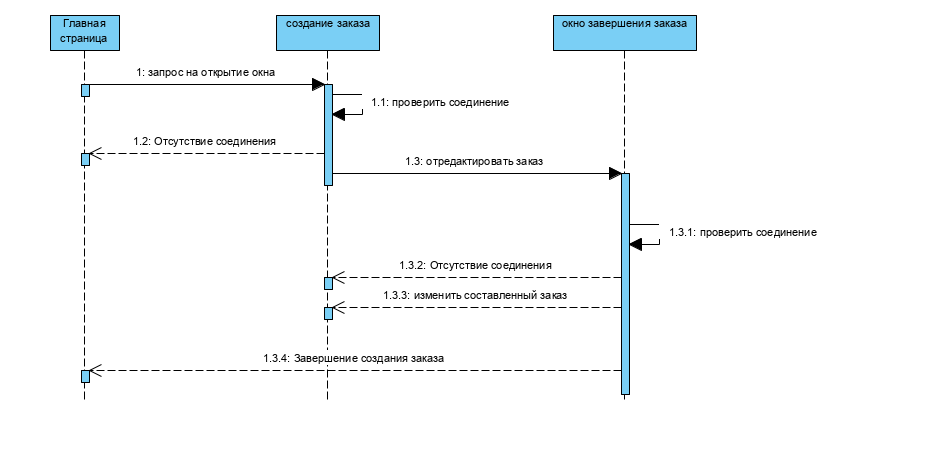 Главная
страница
создание заказа
окно завершения заказа
1: запрос на открытие окна
1.1: проверить соединение
1.2: Отсутствие соединения
1.3: отредактировать заказ
1.3.1: проверить соединение
1.3.2: Отсутствие соединения
1.3.3: изменить составленный заказ
1.3.4: Завершение создания заказа